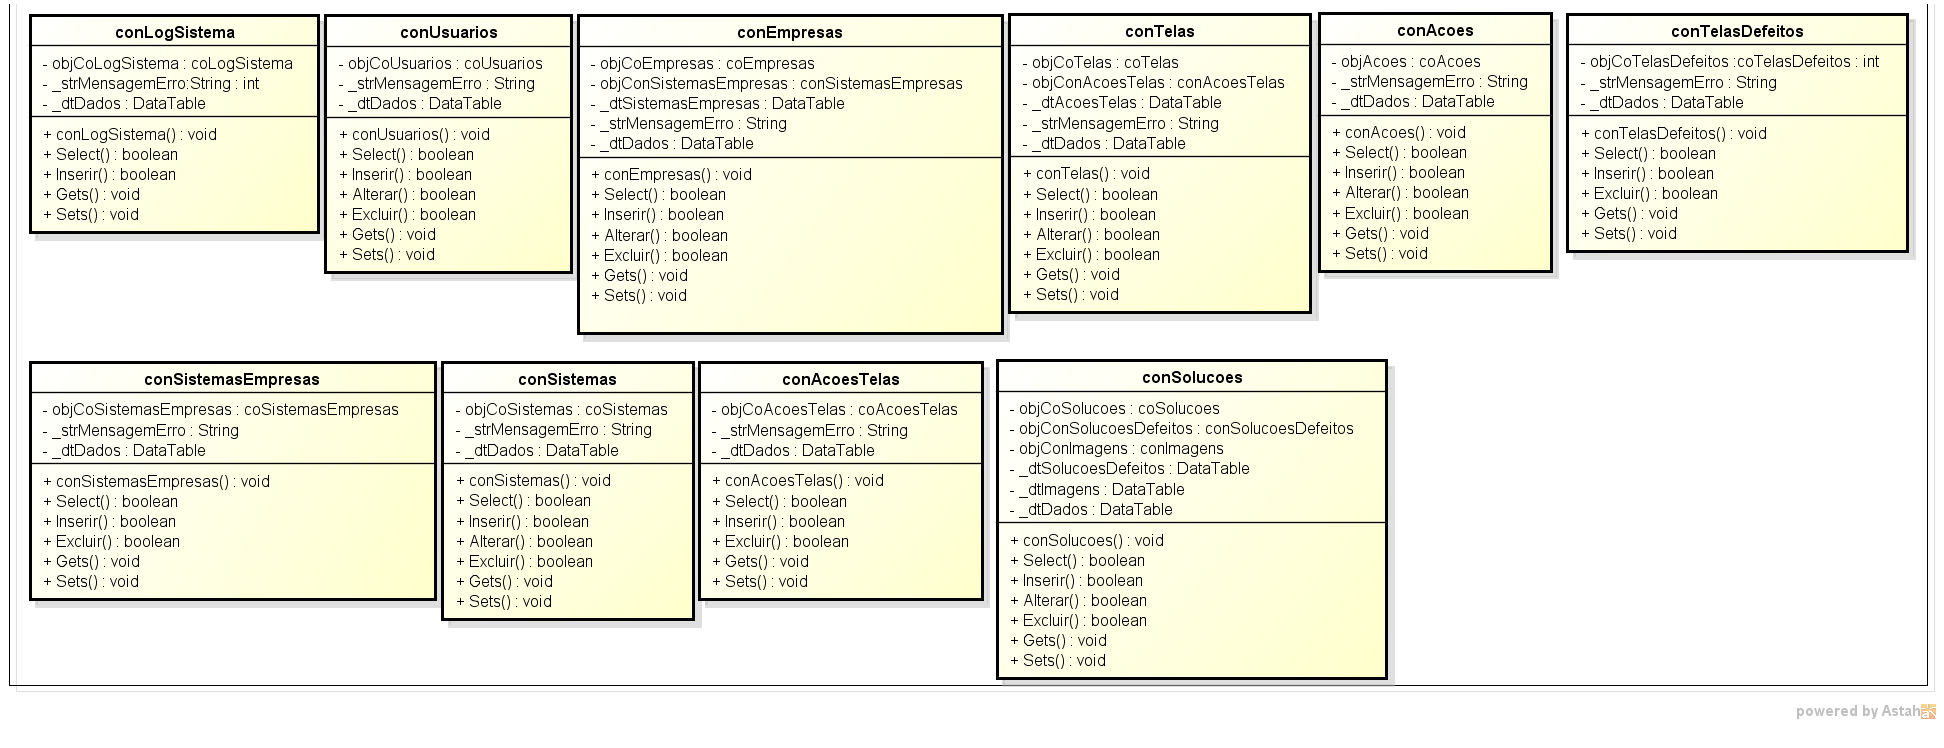 conLogSistema
- objCoLogSistema : coLogSistema
- _strMensagemErro:String : int
- _dtDados : DataTable
+ conLogSistema() : void
+ Select() : boolean
+ Inserir() : boolean
+ Gets() : void
+ Sets() : void
conUsuarios
- objCoUsuarios : coUsuarios
- _strMensagemErro : String
- _dtDados : DataTable
+ conUsuarios() : void
+ Select() : boolean
+ Inserir() : boolean
+ Alterar() : boolean
+ Excluir() : boolean
+ Gets() : void
+ Sets() : void
conEmpresas
- objCoEmpresas : coEmpresas
- objConSistemasEmpresas : conSistemasEmpresas
- _dtSistemasEmpresas : DataTable
- _strMensagemErro : String
- _dtDados : DataTable
+ conEmpresas() : void
+ Select() : boolean
+ Inserir() : boolean
+ Alterar() : boolean
+ Excluir() : boolean
+ Gets() : void
+ Sets() : void
conTelas
- objCoTelas : coTelas
- objConAcoesTelas : conAcoesTelas
- _dtAcoesTelas : DataTable
- _strMensagemErro : String
- _dtDados : DataTable
+ conTelas() : void
+ Select() : boolean
+ Inserir() : boolean
+ Alterar() : boolean
+ Excluir() : boolean
+ Gets() : void
+ Sets() : void
conAcoes
- objAcoes : coAcoes
- _strMensagemErro : String
- _dtDados : DataTable
+ conAcoes() : void
+ Select() : boolean
+ Inserir() : boolean
+ Alterar() : boolean
+ Excluir() : boolean
+ Gets() : void
+ Sets() : void
conTelasDefeitos
- objCoTelasDefeitos :coTelasDefeitos : int
- _strMensagemErro : String
- _dtDados : DataTable
+ conTelasDefeitos() : void
+ Select() : boolean
+ Inserir() : boolean
+ Excluir() : boolean
+ Gets() : void
+ Sets() : void
conSistemasEmpresas
- objCoSistemasEmpresas : coSistemasEmpresas
- _strMensagemErro : String
- _dtDados : DataTable
+ conSistemasEmpresas() : void
+ Select() : boolean
+ Inserir() : boolean
+ Excluir() : boolean
+ Gets() : void
+ Sets() : void
conSistemas
- objCoSistemas : coSistemas
- _strMensagemErro : String
- _dtDados : DataTable
+ conSistemas() : void
+ Select() : boolean
+ Inserir() : boolean
+ Alterar() : boolean
+ Excluir() : boolean
+ Gets() : void
+ Sets() : void
conAcoesTelas
- objCoAcoesTelas : coAcoesTelas
- _strMensagemErro : String
- _dtDados : DataTable
+ conAcoesTelas() : void
+ Select() : boolean
+ Inserir() : boolean
+ Excluir() : boolean
+ Gets() : void
+ Sets() : void
conSolucoes
- objCoSolucoes : coSolucoes
- objConSolucoesDefeitos : conSolucoesDefeitos
- objConImagens : conImagens
- _dtSolucoesDefeitos : DataTable
- _dtImagens : DataTable
- _dtDados : DataTable
+ conSolucoes() : void
+ Select() : boolean
+ Inserir() : boolean
+ Alterar() : boolean
+ Excluir() : boolean
+ Gets() : void
+ Sets() : void
powered by Astah